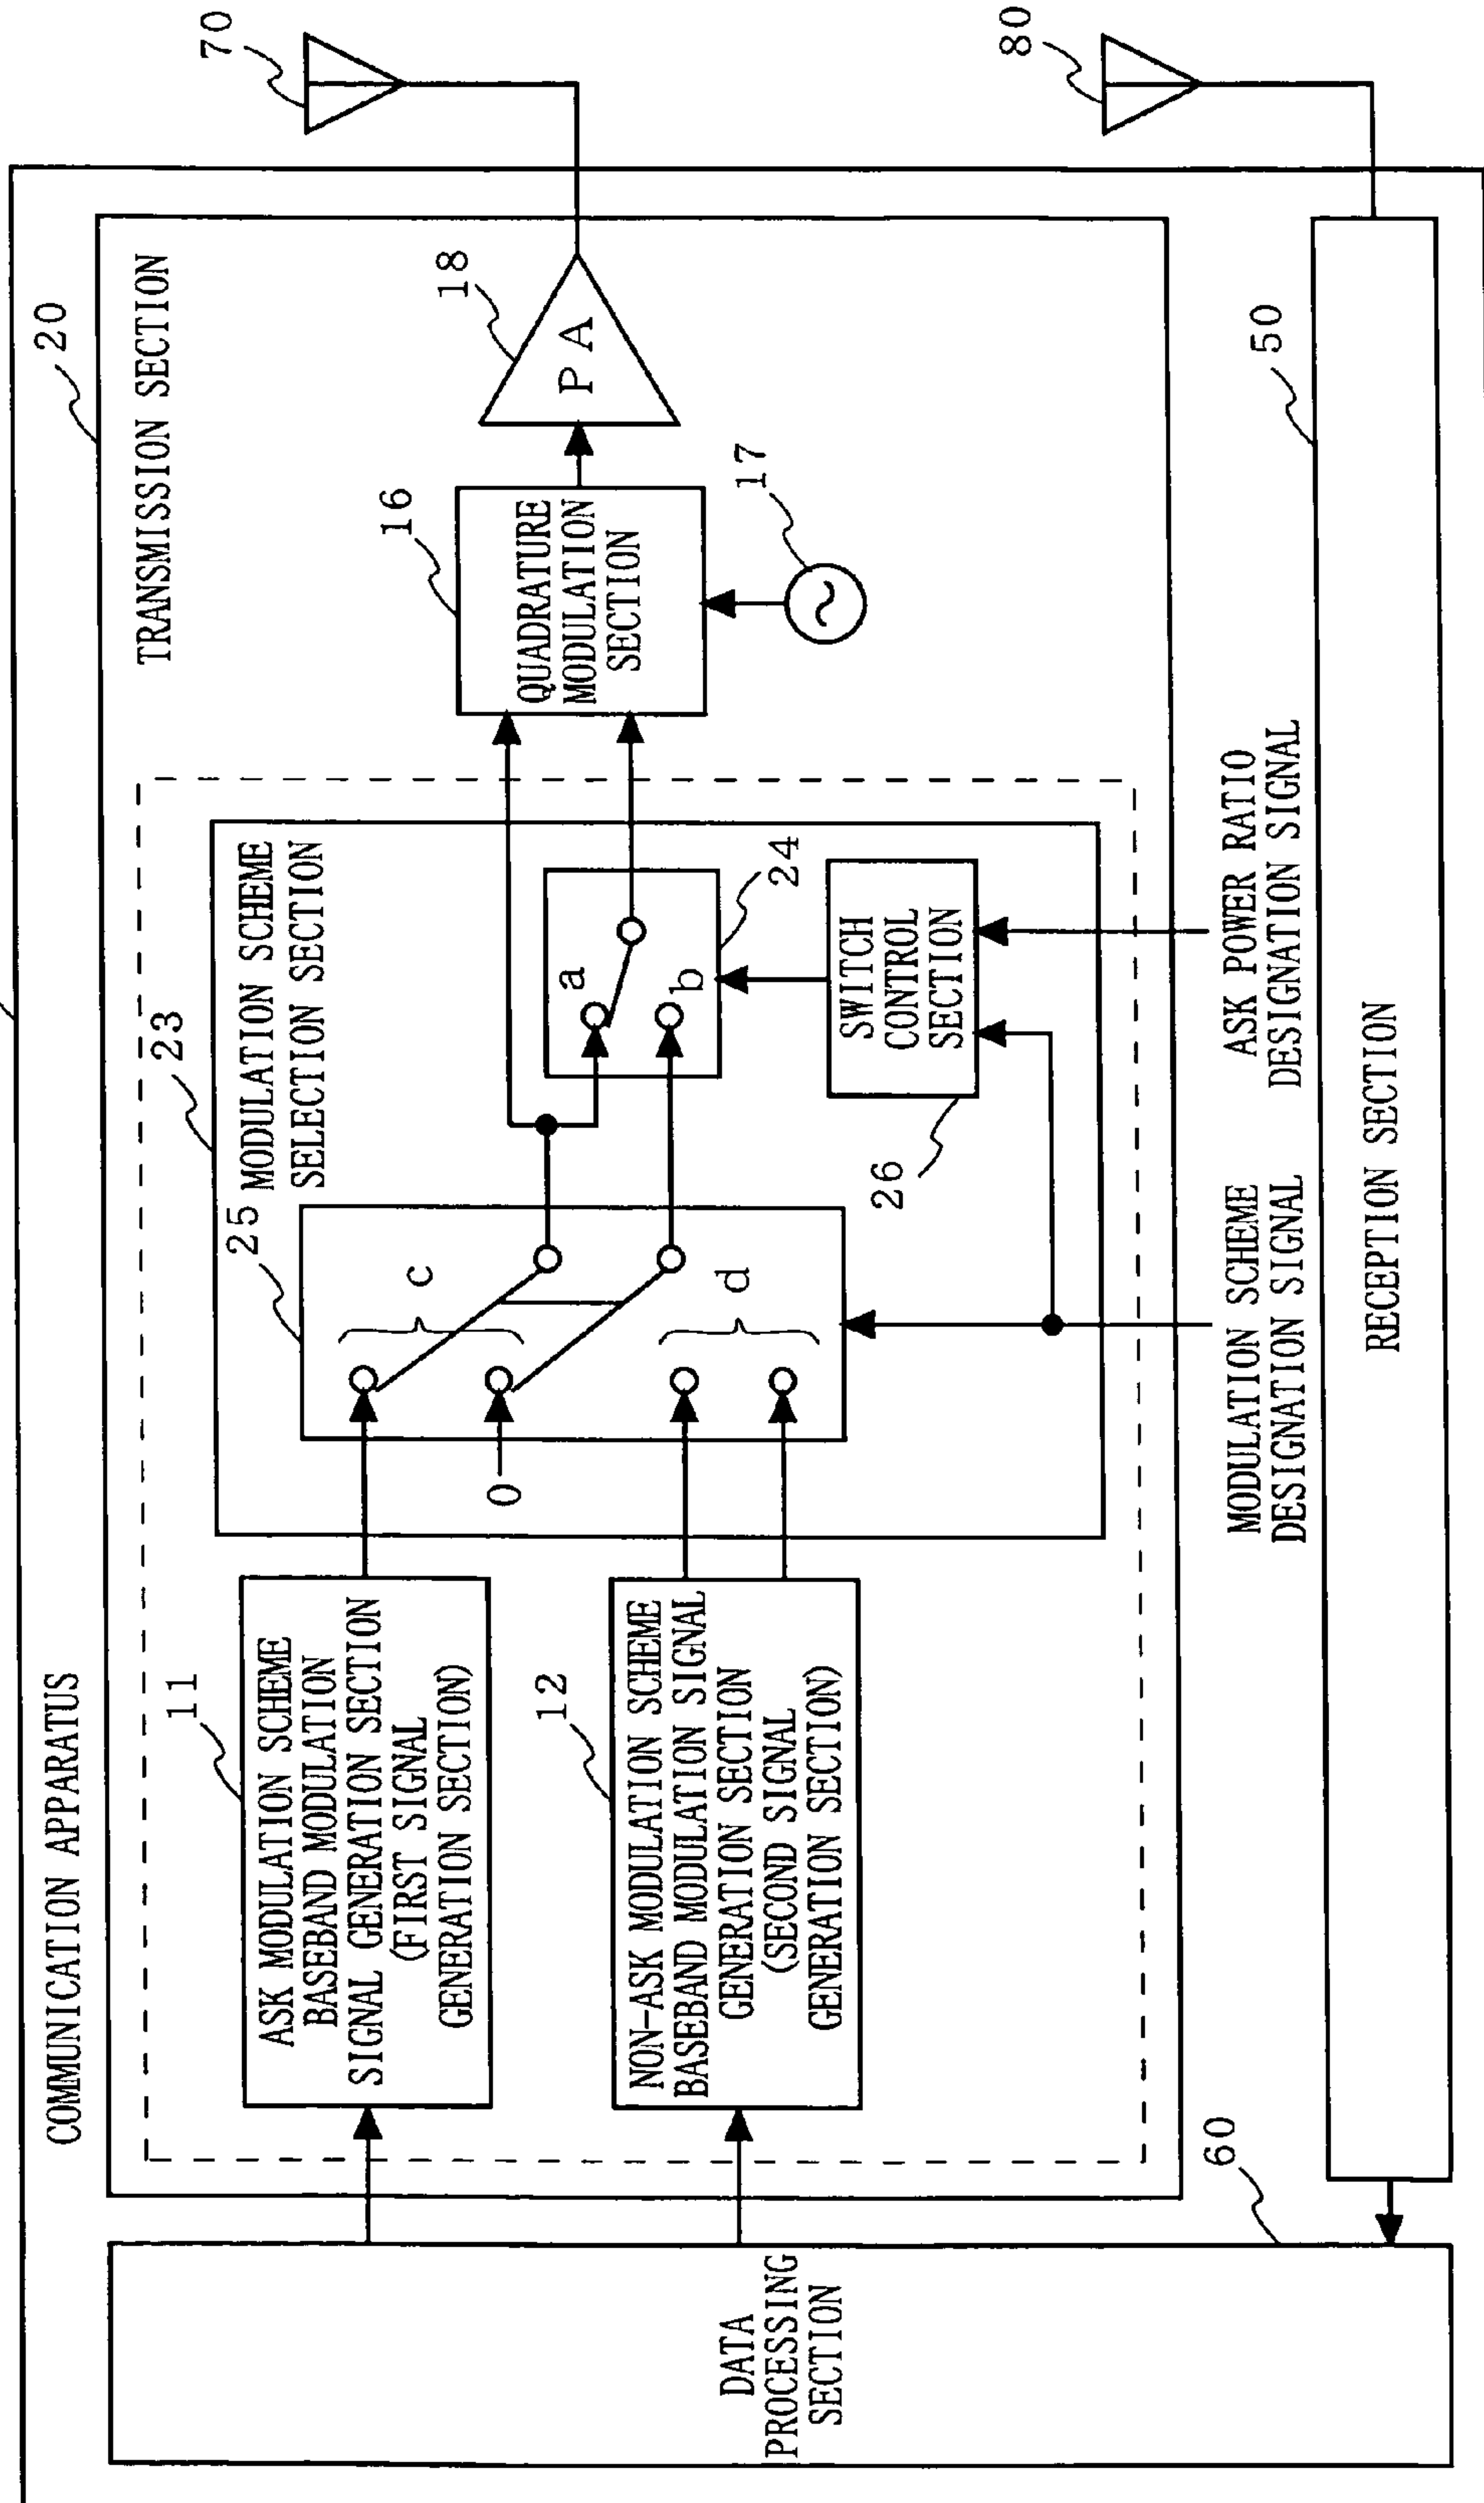 COMMUNICATION APPARATUS
20
TRANSMISSION SECTION
70
23
25
MODULATION SCHEME
SELECTION SECTION
11
ASK MODULATION SCHEME
BASEBAND MODULATION
SIGNAL GENERATION SECTION
(FIRST SIGNAL
GENERATION SECTION)
0
c
d
a
b
24
16
QUADRATURE
MODULATION
SECTION
18
PA
17
12
NON-ASK MODULATION SCHEME
BASEBAND MODULATION SIGNAL
GENERATION SECTION
(SECOND SIGNAL
GENERATION SECTION)
26
SWITCH
CONTROL
SECTION
DATA
PROCESSING
SECTION
60
MODULATION SCHEME
DESIGNATION SIGNAL
ASK POWER RATIO
DESIGNATION SIGNAL
50
80
RECEPTION SECTION